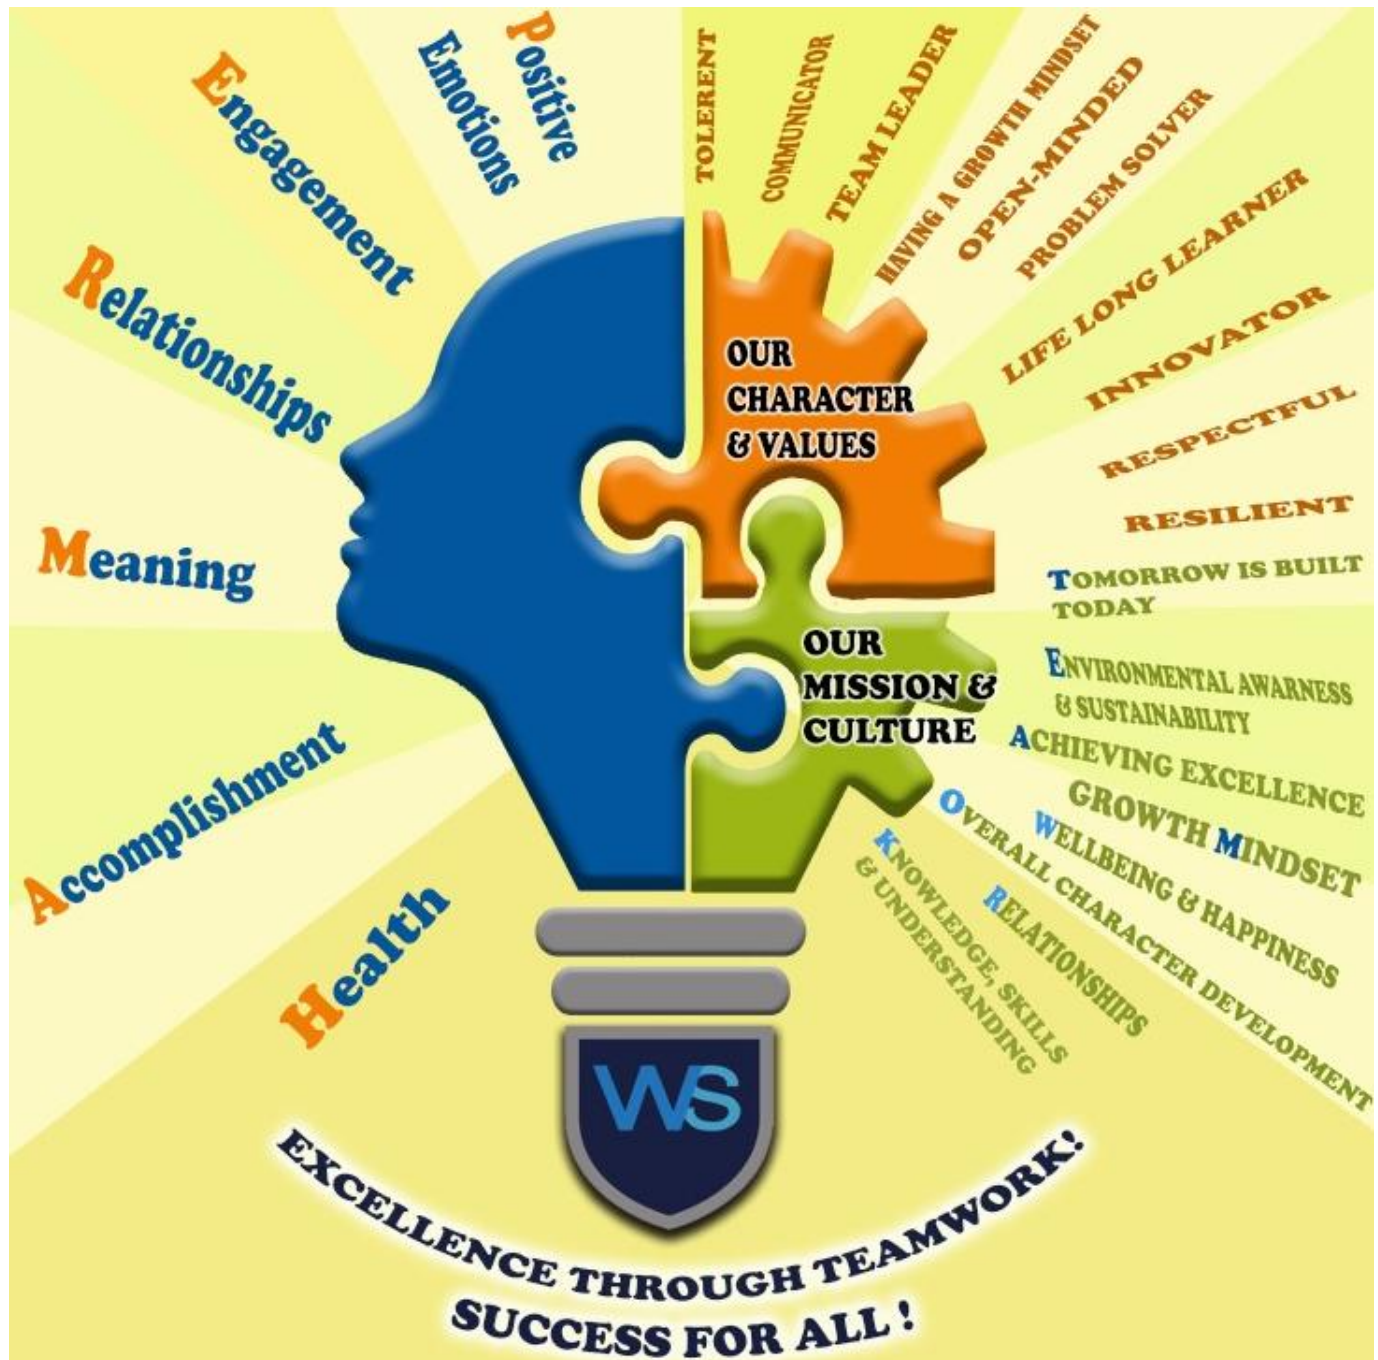 Positive
Emotions
Engagement
Relationships
Meaning
Accomplishment
Health
TOLERENT
COMMUNICATOR
TEAM LEADER
HAVING A GROWTH MINDSET
OPEN-MINDED
PROBLEM SOLVER
LIFE LONG LEARNER
INNOVATOR
RESPECTFUL
RESILIENT
OUR
CHARACTER
& VALUES
OUR
MISSION &
CULTURE
TOMORROW IS BUILT
TODAY
ENVIRONMENTAL AWARNESS
& SUSTAINABILITY
ACHIEVING EXCELLENCE
GROWTH MINDSET
WELLBEING & HAPPINESS
OVERALL CHARACTER DEVELOPMENT
RELATIONSHIPS
KNOWLEDGE, SKILLS
& UNDERSTANDING
WS
EXCELLENCE THROUGH TEAMWORK!
SUCCESS FOR ALL !